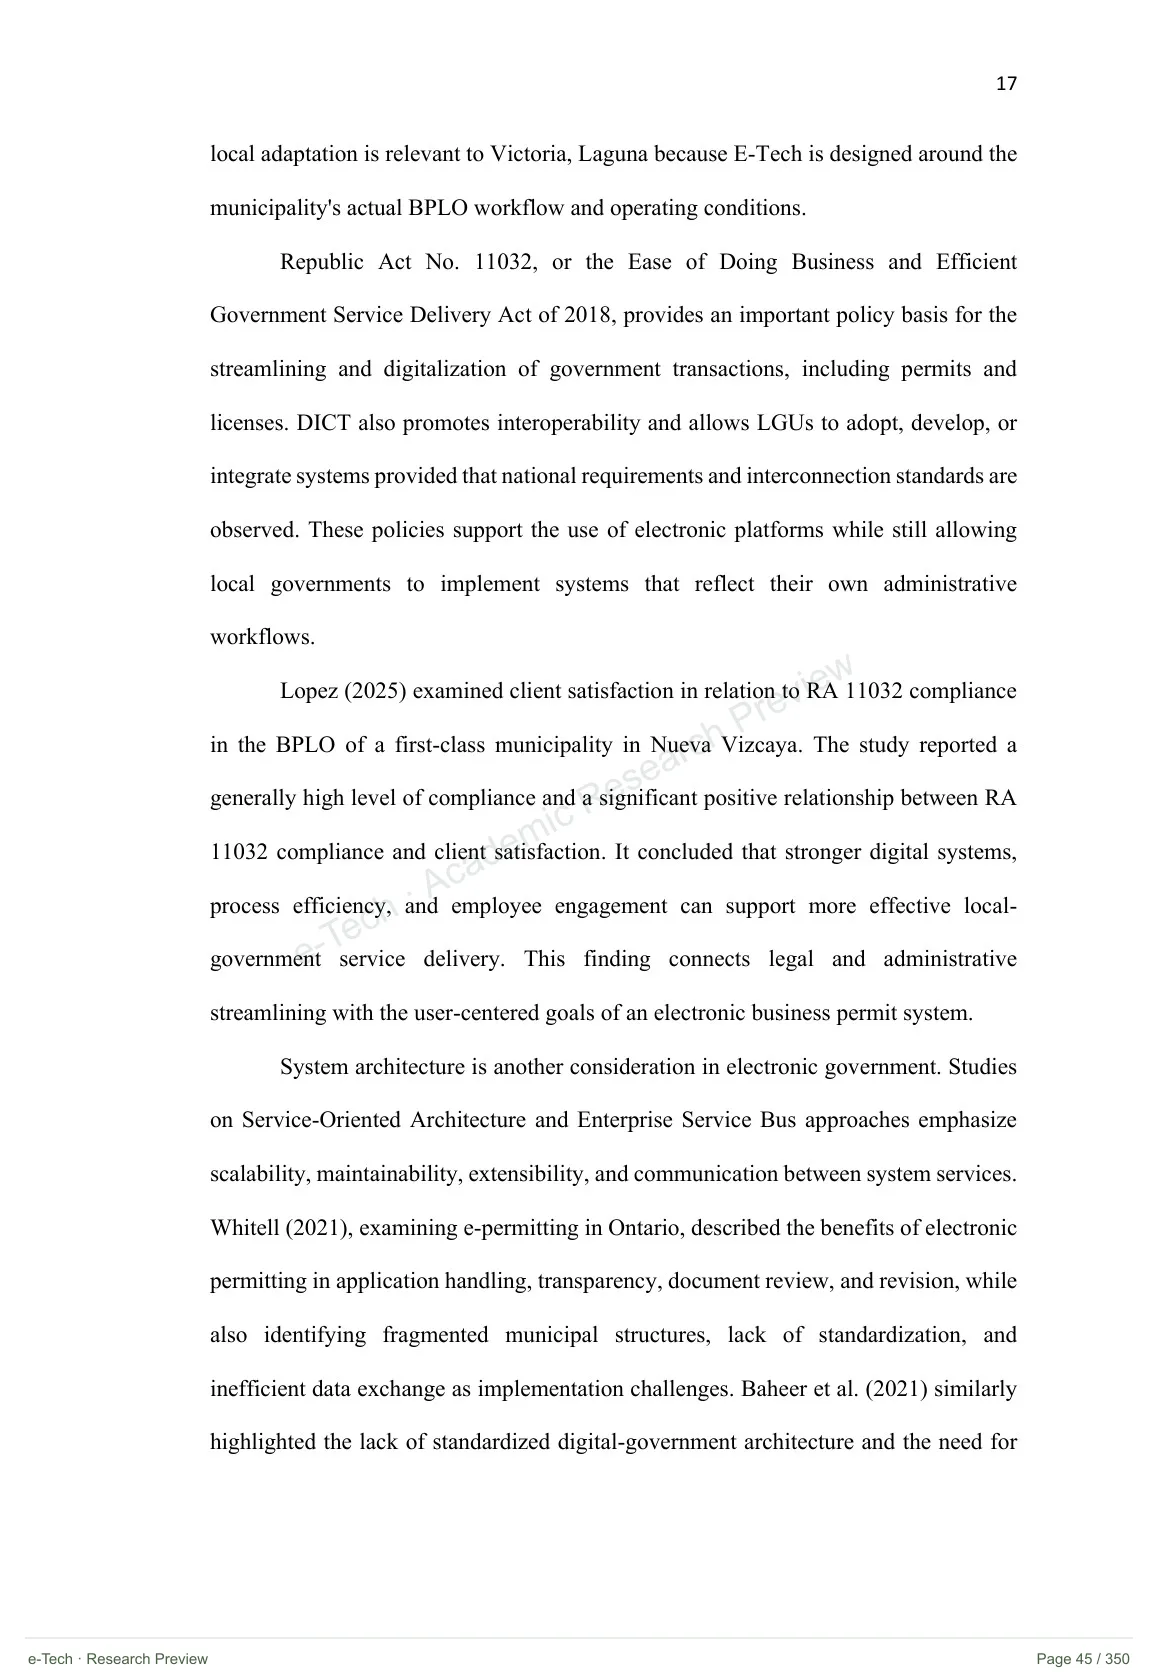 17
local adaptation is relevant to Victoria, Laguna because E-Tech is designed around the
municipality's actual BPLO workflow and operating conditions.
Republic Act No. 11032, or the Ease of Doing Business and Efficient
Government Service Delivery Act of 2018, provides an important policy basis for the
streamlining and digitalization of government transactions, including permits and
licenses. DICT also promotes interoperability and allows LGUs to adopt, develop, or
integrate systems provided that national requirements and interconnection standards are
observed. These policies support the use of electronic platforms while still allowing
local governments to implement systems that reflect their own administrative
workflows.
Lopez (2025) examined client satisfaction in relation to RA 11032 compliance
in the BPLO of a first-class municipality in Nueva Vizcaya. The study reported a
generally high level of compliance and a significant positive relationship between RA
11032 compliance and client satisfaction. It concluded that stronger digital systems,
process efficiency, and employee engagement can support more effective local-
government service delivery. This finding connects legal and administrative
streamlining with the user-centered goals of an electronic business permit system.
System architecture is another consideration in electronic government. Studies
on Service-Oriented Architecture and Enterprise Service Bus approaches emphasize
scalability, maintainability, extensibility, and communication between system services.
Whitell (2021), examining e-permitting in Ontario, described the benefits of electronic
permitting in application handling, transparency, document review, and revision, while
also identifying fragmented municipal structures, lack of standardization, and
inefficient data exchange as implementation challenges. Baheer et al. (2021) similarly
highlighted the lack of standardized digital-government architecture and the need for
e-Tech · Academic Research Preview
e-Tech · Research Preview
Page 45 / 350